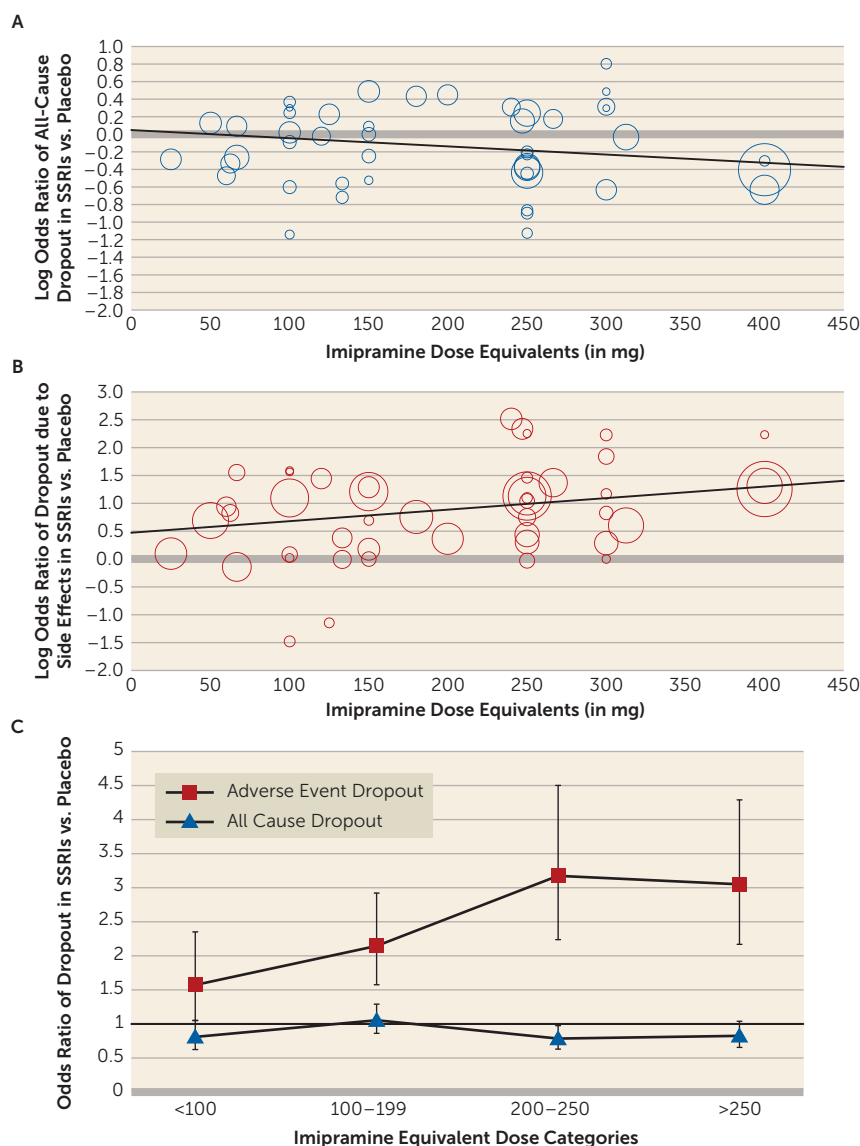 A
Log Odds Ratio of All-Cause
Dropout in SSRIs vs. Placebo
1.0
0.8
0.6
0.4
0.2
0.0
−0.2
−0.4
−0.6
−0.8
−1.0
−1.2
−1.4
−1.6
−1.8
−2.0
0 50 100 150 200 250 300 350 400 450
Imipramine Dose Equivalents (in mg)
B
Log Odds Ratio of Dropout due to
Side Effects in SSRIs vs. Placebo
3.0
2.5
2.0
1.5
1.0
0.5
0.0
−0.5
−1.0
−1.5
−2.0
0 50 100 150 200 250 300 350 400 450
Imipramine Dose Equivalents (in mg)
C
Odds Ratio of Dropout in SSRIs vs. Placebo
5
4.5
4
3.5
3
2.5
2
1.5
1
0.5
0
Adverse Event Dropout
All Cause Dropout
<100 100–199 200–250 >250
Imipramine Equivalent Dose Categories